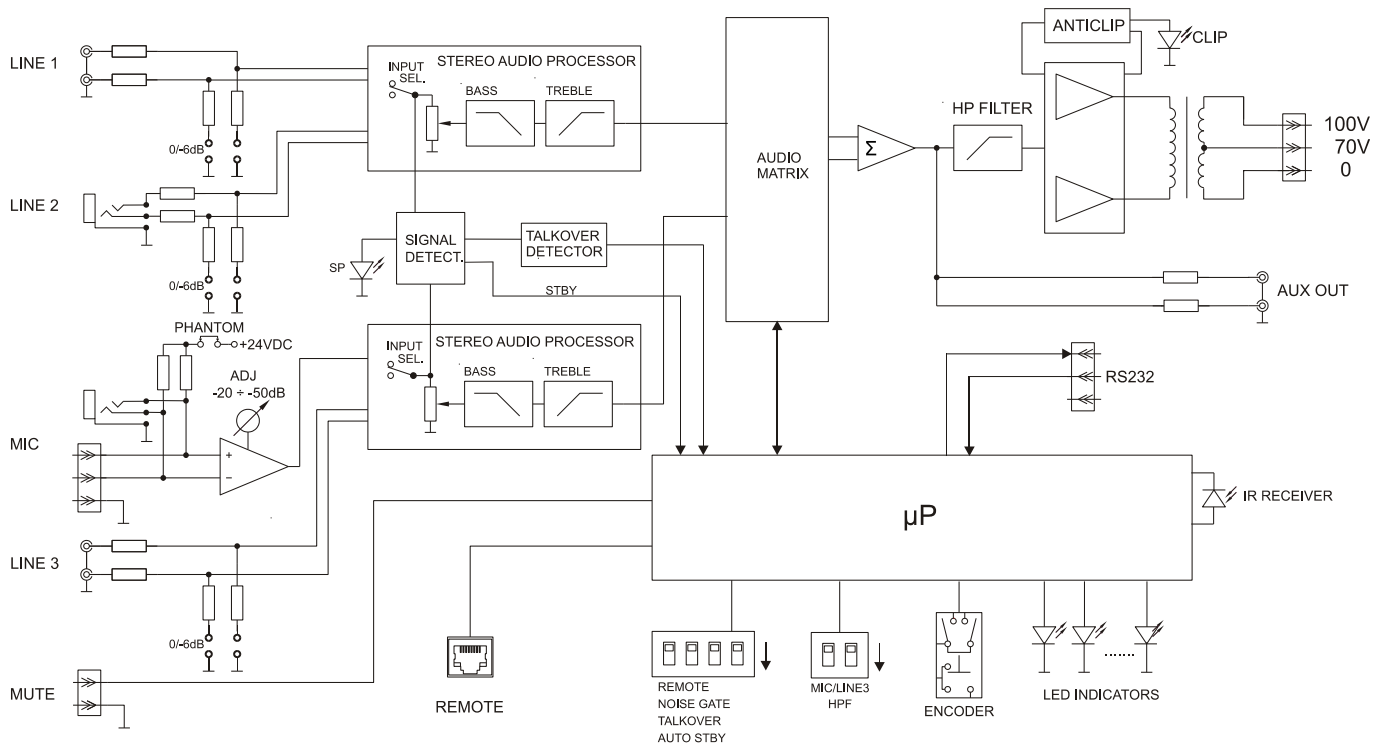 LINE 1
0/-6dB
LINE 2
0/-6dB
STEREO AUDIO PROCESSOR
INPUT
SEL.
BASS
TREBLE
SIGNAL
DETECT.
TALKOVER
DETECTOR
SP
STBY
AUDIO
MATRIX
Σ
HP FILTER
ANTICLIP
CLIP
100V
70V
0
AUX OUT
PHANTOM
+24VDC
ADJ
-20 ÷ -50dB
MIC
+
−
STEREO AUDIO PROCESSOR
INPUT
SEL.
BASS
TREBLE
RS232
µP
IR RECEIVER
LINE 3
0/-6dB
MUTE
REMOTE
REMOTE
NOISE GATE
TALKOVER
AUTO STBY
MIC/LINE3
HPF
ENCODER
......
LED INDICATORS